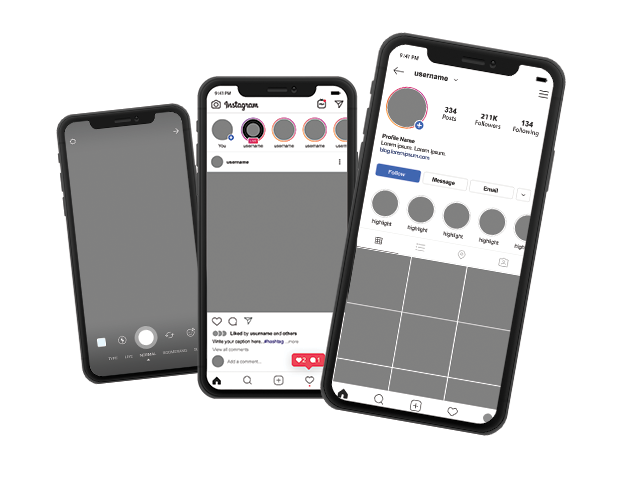 TYPE LIVE NORMAL BOOMERANG
9:41 PM
Instagram
You
LIVE
username
username
username
username
username
Liked by username and others
Write your caption here.. #hashtag ...more
View all comments
Add a comment...
2 1
9:41 PM
username
334 211K 134
Posts Followers Following
Profile Name
Lorem ipsum. Lorem ipsum.
blog.loremipsum.com
Follow Message Email
highlight highlight highlight highlight highlight